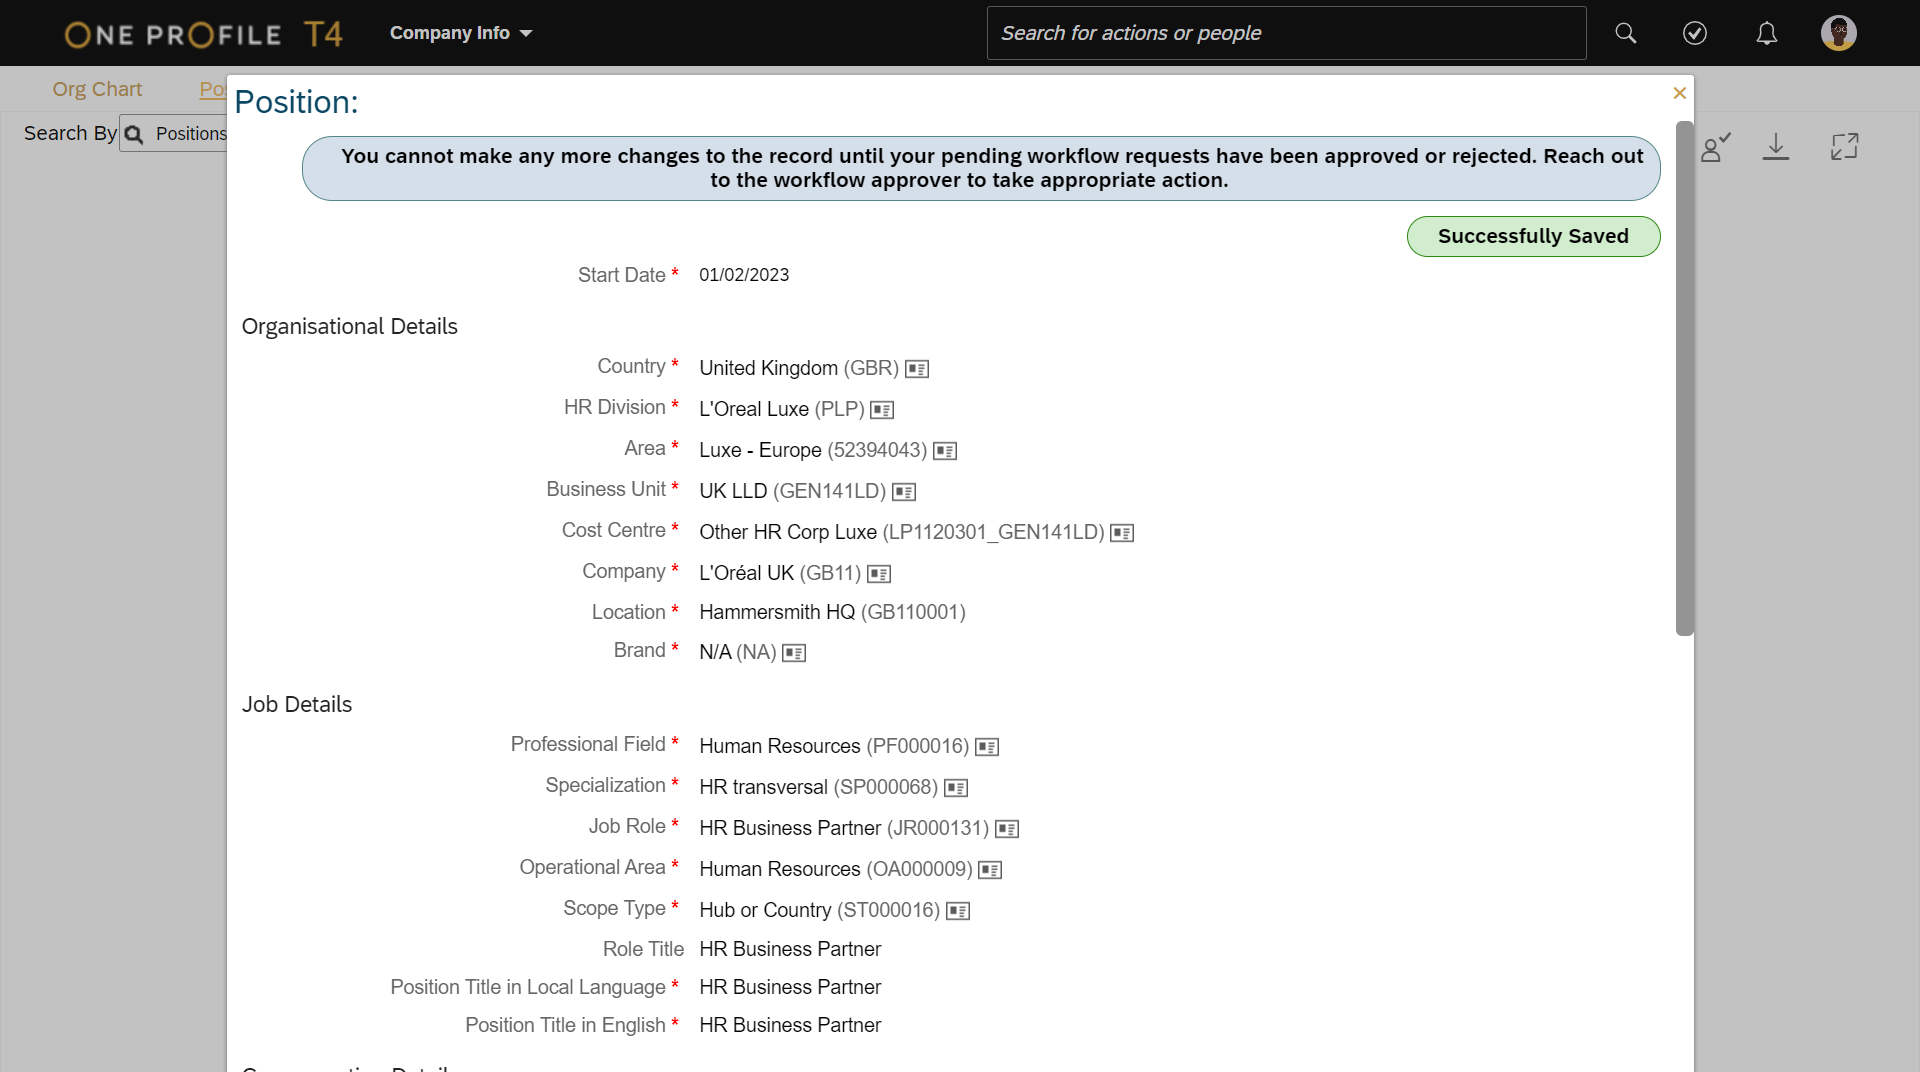 ONE PROFILE T4
Company Info
Search for actions or people
Org Chart
Search By
Positions
Position:
You cannot make any more changes to the record until your pending workflow requests have been approved or rejected. Reach out
to the workflow approver to take appropriate action.
Successfully Saved
Start Date * 01/02/2023
Organisational Details
Country * United Kingdom (GBR)
HR Division * L'Oreal Luxe (PLP)
Area * Luxe - Europe (52394043)
Business Unit * UK LLD (GEN141LD)
Cost Centre * Other HR Corp Luxe (LP1120301_GEN141LD)
Company * L'Oréal UK (GB11)
Location * Hammersmith HQ (GB110001)
Brand * N/A (NA)
Job Details
Professional Field * Human Resources (PF000016)
Specialization * HR transversal (SP000068)
Job Role * HR Business Partner (JR000131)
Operational Area * Human Resources (OA000009)
Scope Type * Hub or Country (ST000016)
Role Title HR Business Partner
Position Title in Local Language * HR Business Partner
Position Title in English * HR Business Partner